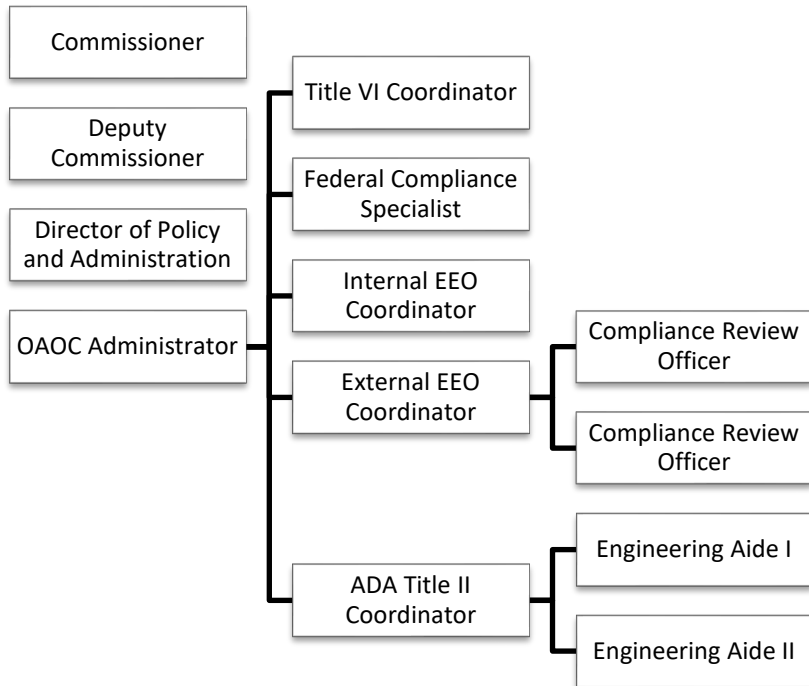 Commissioner
Deputy
Commissioner
Director of Policy
and Administration
OAOC Administrator
Title VI Coordinator
Federal Compliance
Specialist
Internal EEO
Coordinator
External EEO
Coordinator
ADA Title II
Coordinator
Compliance Review
Officer
Compliance Review
Officer
Engineering Aide I
Engineering Aide II